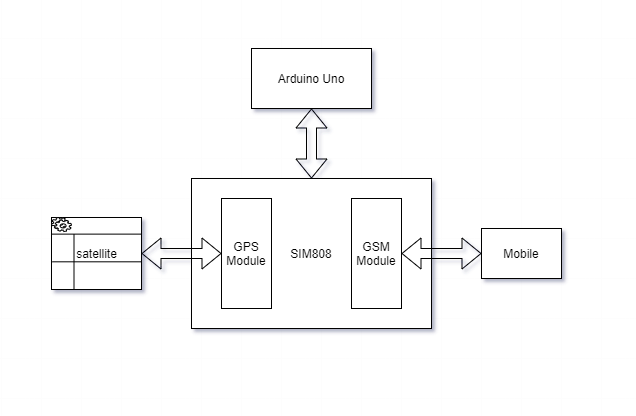 Arduino Uno
satellite
GPS
Module
SIM808
GSM
Module
Mobile